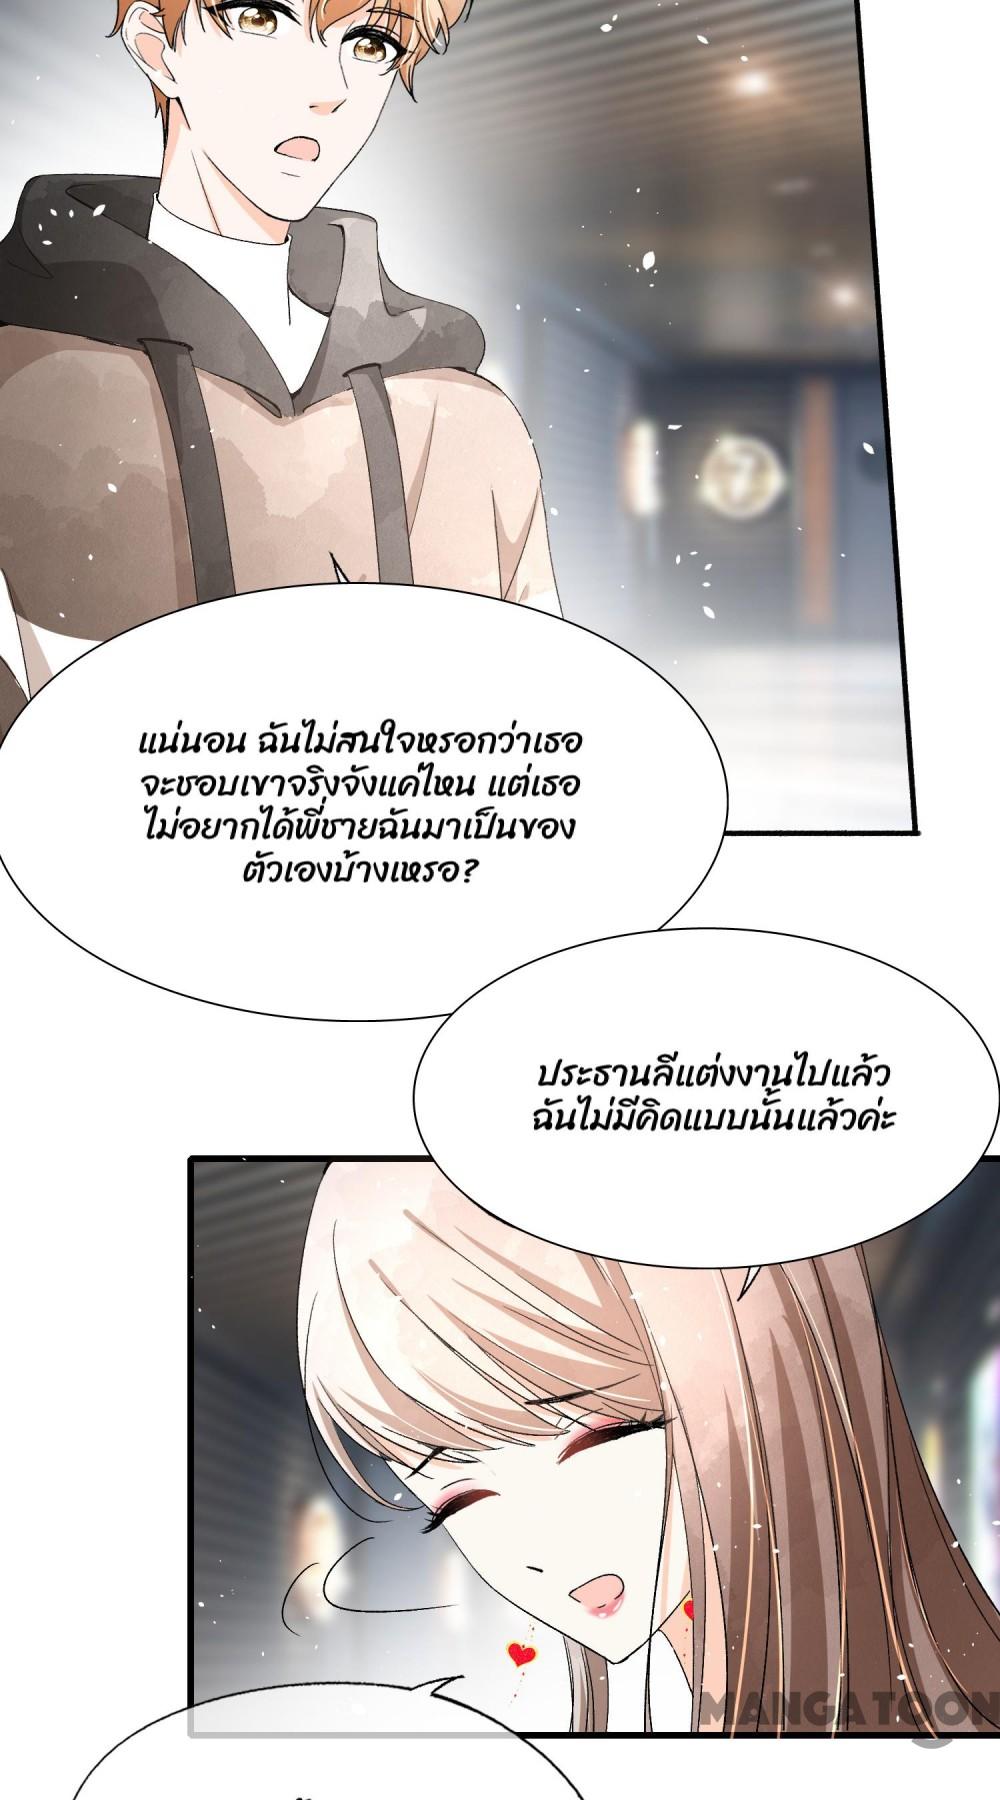 แน่นอน ฉันไม่สนใจหรอกว่าเธอ
จะชอบเขาจริงจังแค่ไหน แต่เธอ
ไม่อยากได้พี่ชายฉันมาเป็นของ
ตัวเองบ้างเหรอ?
ประธานลีแต่งงานไปแล้ว
ฉันไม่มีคิดแบบนั้นแล้วค่ะ
MANGATOON